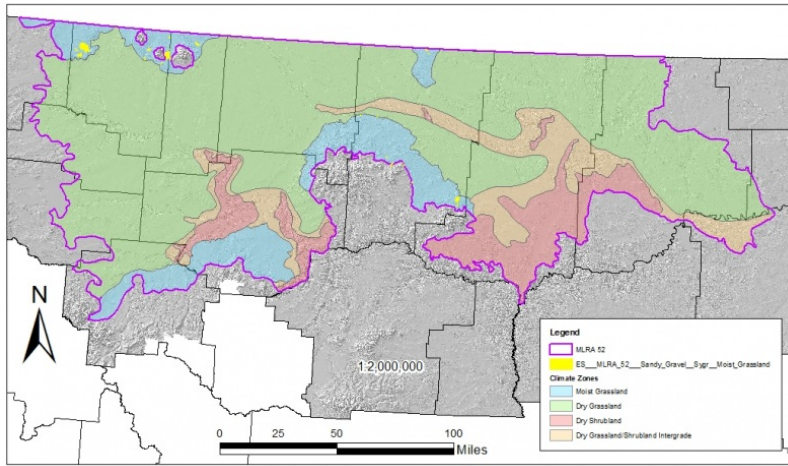 N
1:2,000,000
0 25 50 100
Miles
Legend
MLRA 52
ES___MLRA_52___Sandy_Gravel__Sygr__Moist_Grassland
Climate Zones
Moist Grassland
Dry Grassland
Dry Shrubland
Dry Grassland/Shrubland Intergrade